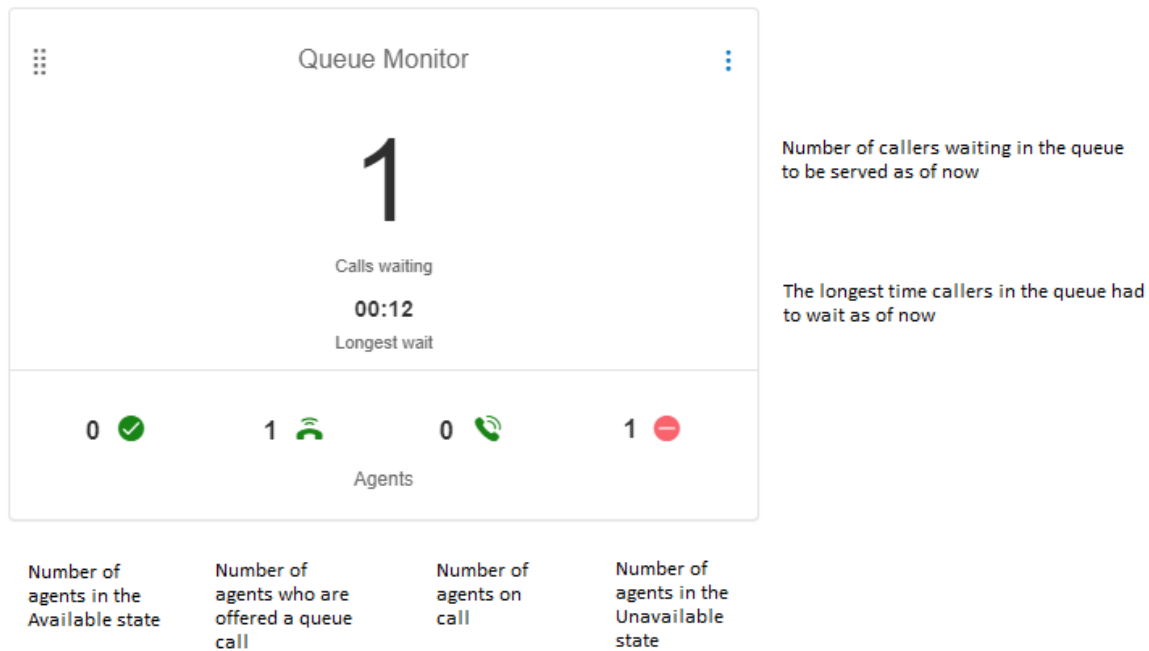 Queue Monitor
1
Number of callers waiting in the queue
to be served as of now
Calls waiting
00:12
Longest wait
The longest time callers in the queue had
to wait as of now
0 1 0 1
Agents
Number of
agents in the
Available state
Number of
agents who are
offered a queue
call
Number of
agents on
call
Number of
agents in the
Unavailable
state